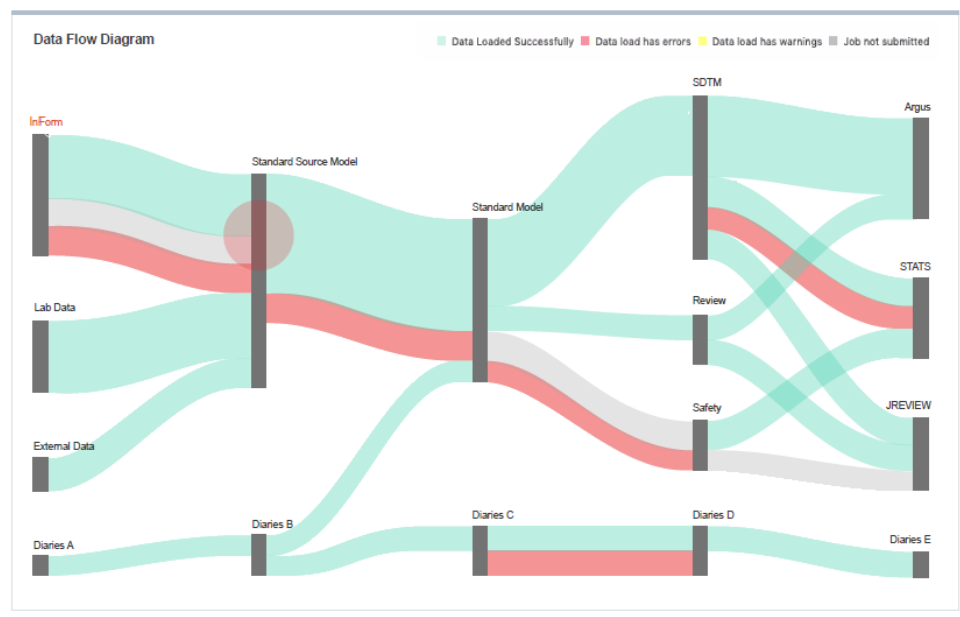 Data Flow Diagram
Data Loaded Successfully
Data load has errors
Data load has warnings
Job not submitted
SDTM
Argus
InForm
Standard Source Model
Standard Model
STATS
Review
Lab Data
JREVIEW
Safety
External Data
Diaries B
Diaries C
Diaries D
Diaries E
Diaries A